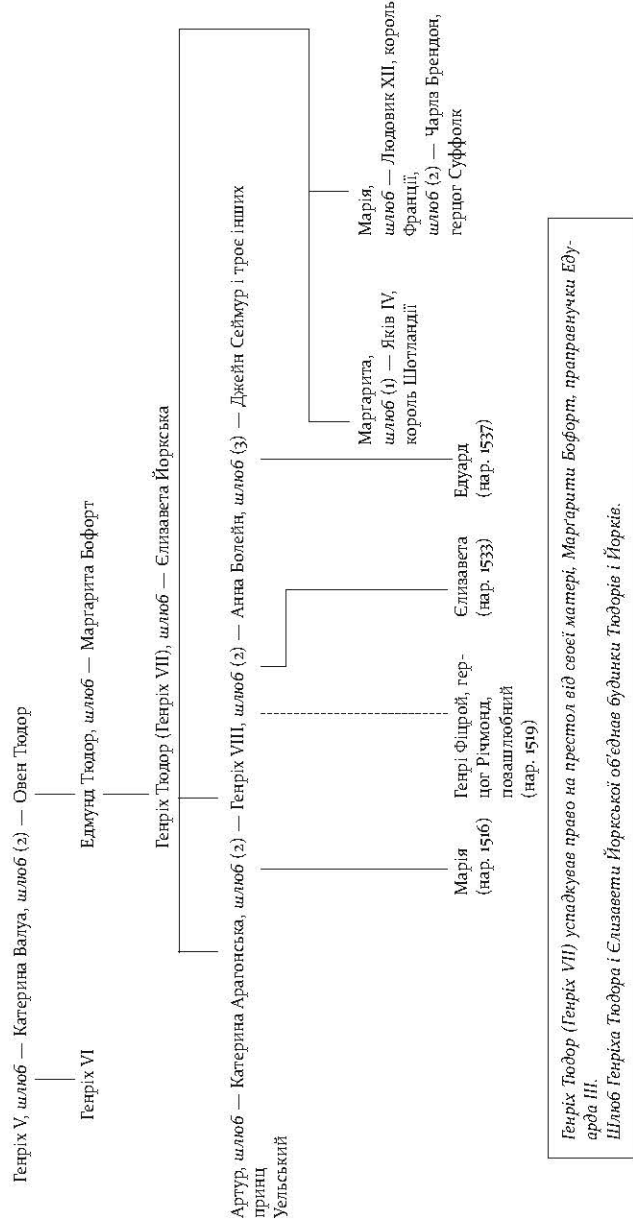 Генріх V, шлюб — Катерина Валуа, шлюб (2) — Овен Тюдор
Генріх VI
Едмунд Тюдор, шлюб — Маргарита Бофорт
Генріх Тюдор (Генріх VII), шлюб — Єлизавета Йоркська
Артур, шлюб — Катерина Арагонська, шлюб (2) — Генріх VIII, шлюб (2) — Анна Болейн, шлюб (3) — Джейн Сеймур і троє інших
принц
Уельський
Маргарита,
шлюб (1) — Яків IV,
король Шотландії
Марія,
шлюб — Людовик XII, король
Франції,
шлюб (2) — Чарлз Брендон,
герцог Суффолк
Марія
(нар. 1516)
Генрі Фіцрой, гер-
цог Річмонд,
позашлюбний
(нар. 1519)
Єлизавета
(нар. 1533)
Едуард
(нар. 1537)
Генріх Тюдор (Генріх VII) успадкував право на престол від своєї матері, Маргарити Бофорт, праправнучки Еду-
арда III.
Шлюб Генріха Тюдора і Єлизавети Йоркської об'єднав будинки Тюдорів і Йорків.